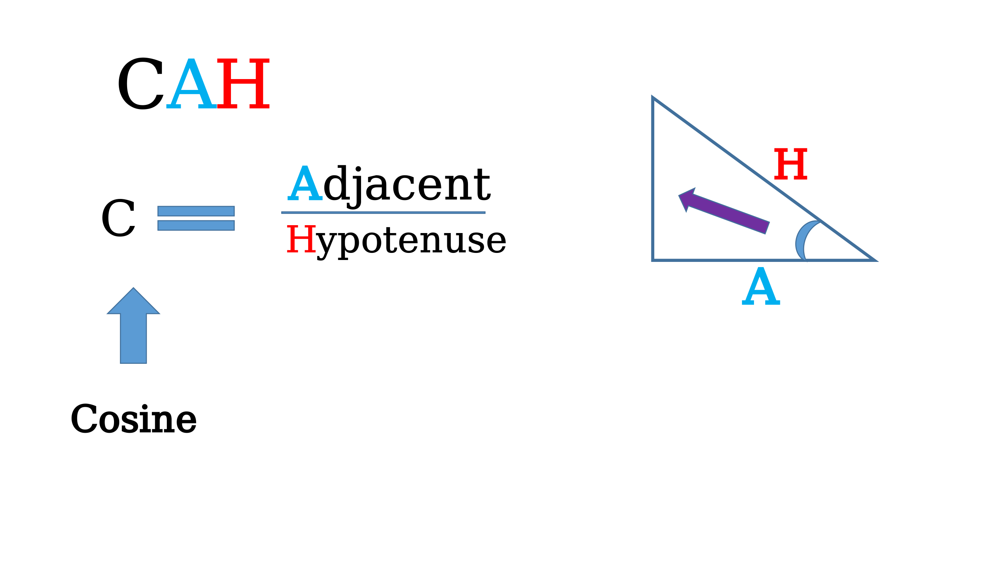 CAH
C
Adjacent
Hypotenuse
H
A
Cosine